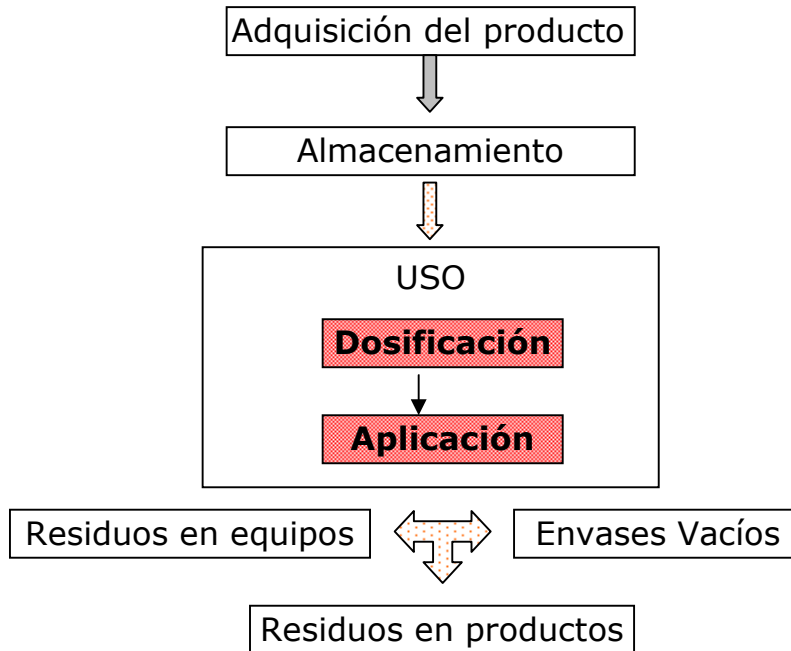 Adquisición del producto
Almacenamiento
USO
Dosificación
Aplicación
Residuos en equipos
Envases Vacíos
Residuos en productos